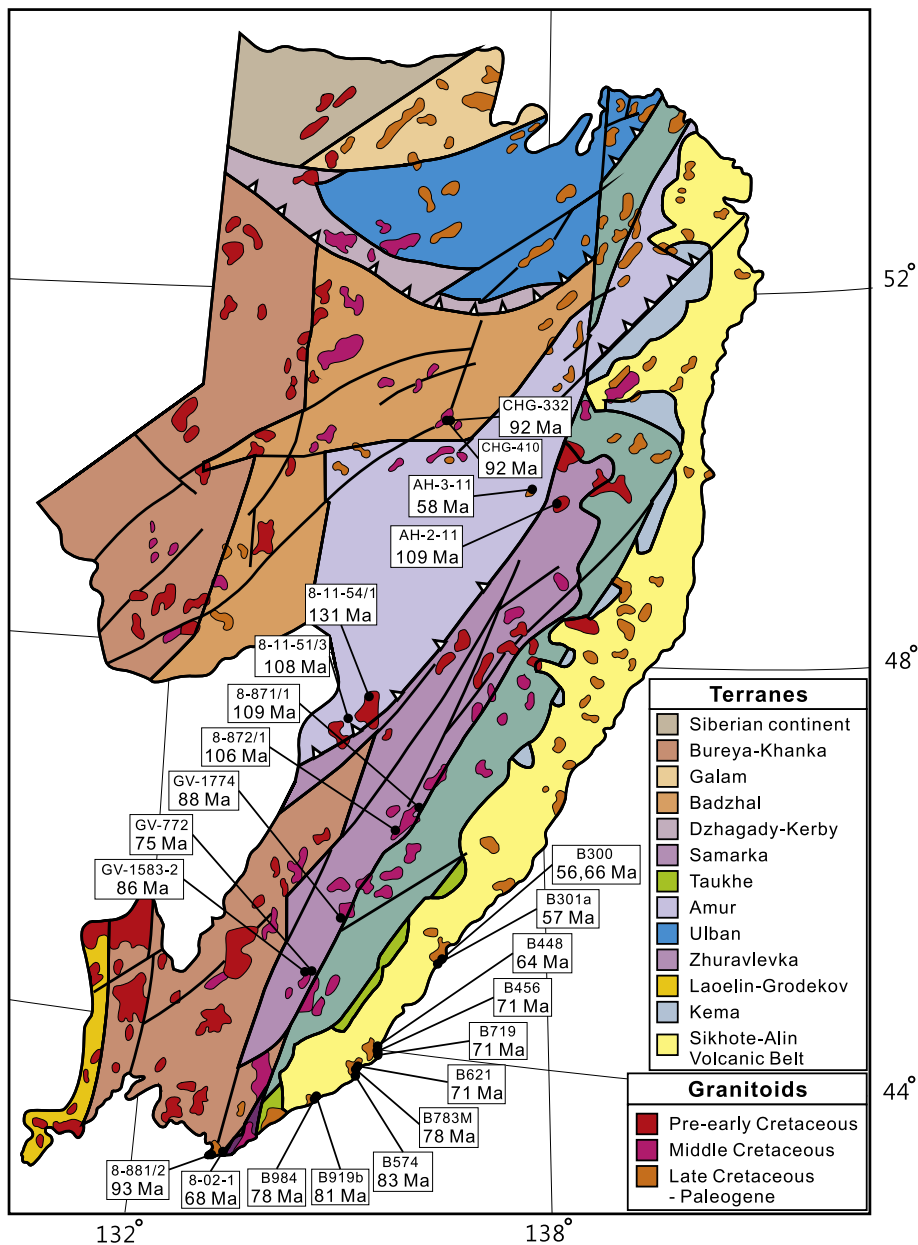 52°
CHG-332
92 Ma
CHG-410
92 Ma
AH-3-11
58 Ma
AH-2-11
109 Ma
8-11-54/1
131 Ma
8-11-51/3
108 Ma
48°
8-871/1
109 Ma
8-872/1
106 Ma
GV-1774
88 Ma
GV-772
75 Ma
GV-1583-2
86 Ma
B300
56,66 Ma
B301a
57 Ma
B448
64 Ma
B456
71 Ma
B719
71 Ma
B621
71 Ma
B783M
78 Ma
B574
83 Ma
B919b
81 Ma
B984
78 Ma
8-02-1
68 Ma
8-881/2
93 Ma
Terranes
Siberian continent
Bureya-Khanka
Galam
Badzhal
Dzhagady-Kerby
Samarka
Taukhe
Amur
Ulban
Zhuravlevka
Laoelin-Grodekov
Kema
Sikhote-Alin
Volcanic Belt
44°
Granitoids
Pre-early Cretaceous
Middle Cretaceous
Late Cretaceous
- Paleogene
132°
138°